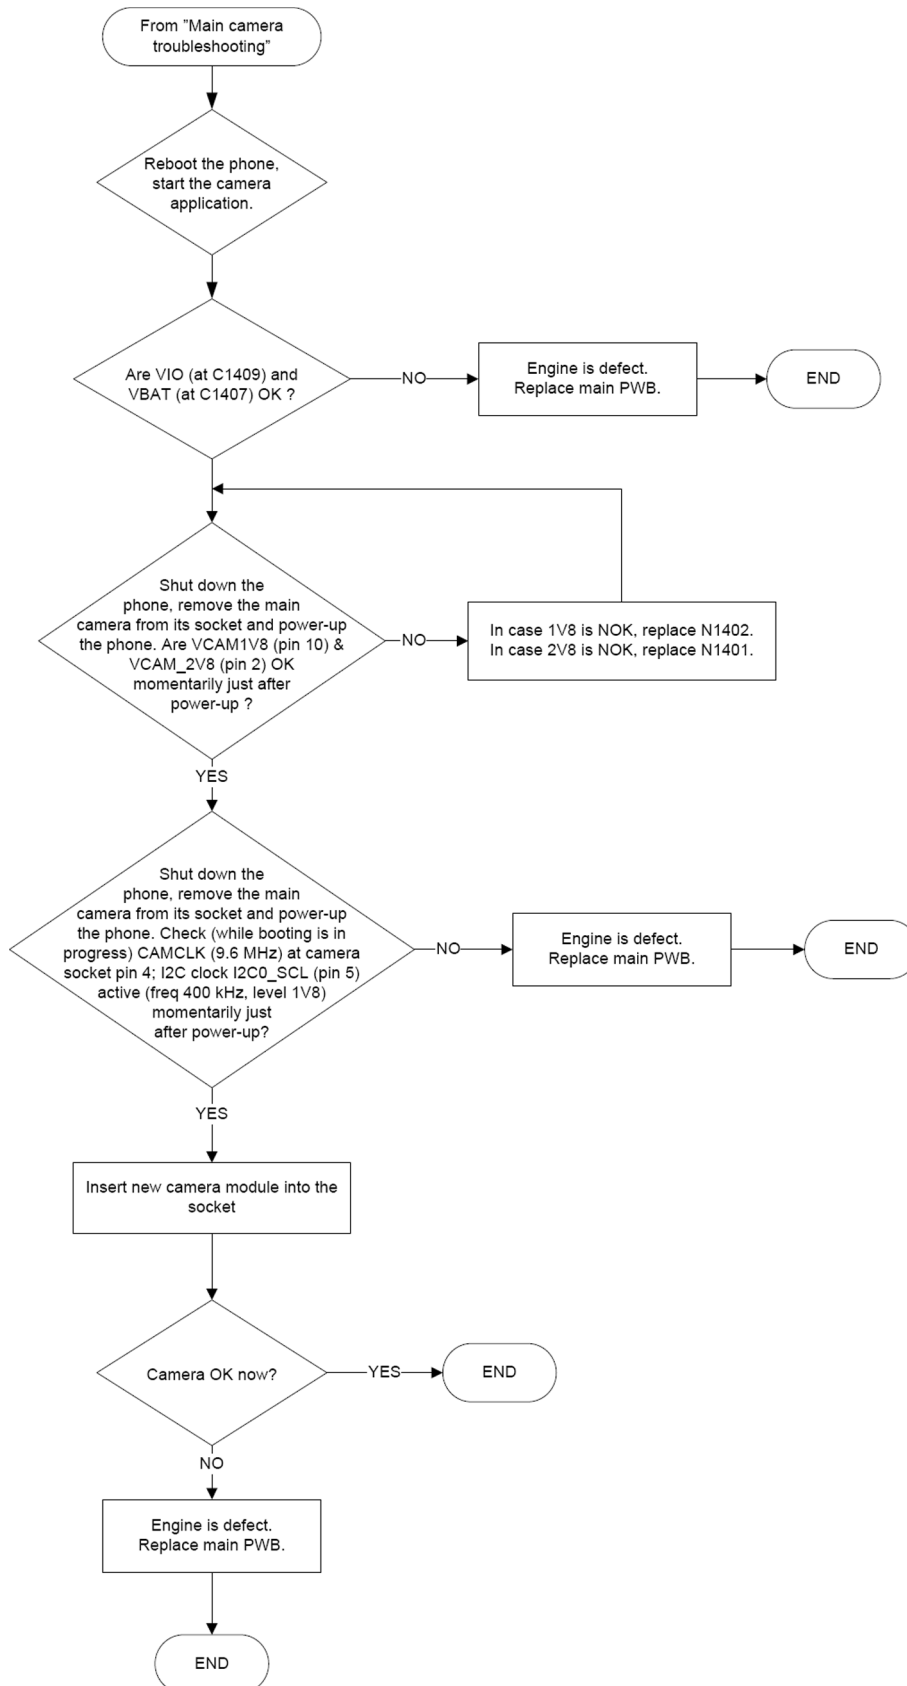 From "Main camera
troubleshooting"
Reboot the phone,
start the camera
application.
Are VIO (at C1409) and
VBAT (at C1407) OK ?
NO
Engine is defect.
Replace main PWB.
END
Shut down the
phone, remove the main
camera from its socket and power-up
the phone. Are VCAM1V8 (pin 10) &
VCAM_2V8 (pin 2) OK
momentarily just after
power-up ?
NO
In case 1V8 is NOK, replace N1402.
In case 2V8 is NOK, replace N1401.
YES
Shut down the
phone, remove the main
camera from its socket and power-up
the phone. Check (while booting is in
progress) CAMCLK (9.6 MHz) at camera
socket pin 4; I2C clock I2C0_SCL (pin 5)
active (freq 400 kHz, level 1V8)
momentarily just
after power-up?
NO
Engine is defect.
Replace main PWB.
END
YES
Insert new camera module into the
socket
Camera OK now?
YES
END
NO
Engine is defect.
Replace main PWB.
END